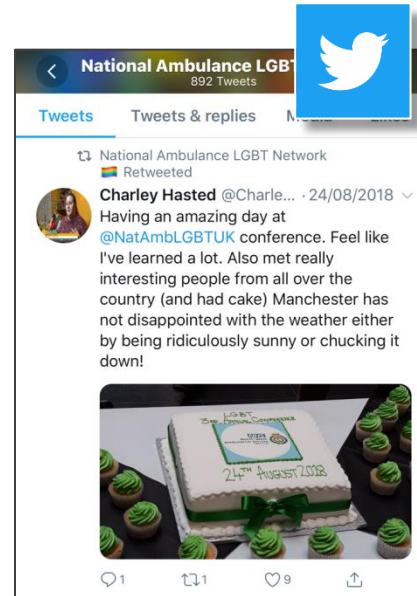 National Ambulance LGBT
892 Tweets
Tweets Tweets & replies
National Ambulance LGBT Network
🏳️‍🌈 Retweeted
Charley Hasted @Charle... · 24/08/2018
Having an amazing day at
@NatAmbLGBTUK conference. Feel like
I've learned a lot. Also met really
interesting people from all over the
country (and had cake) Manchester has
not disappointed with the weather either
by being ridiculously sunny or chucking it
down!
LGBT
3rd Annual Conference
24TH August 2018
1 1 9